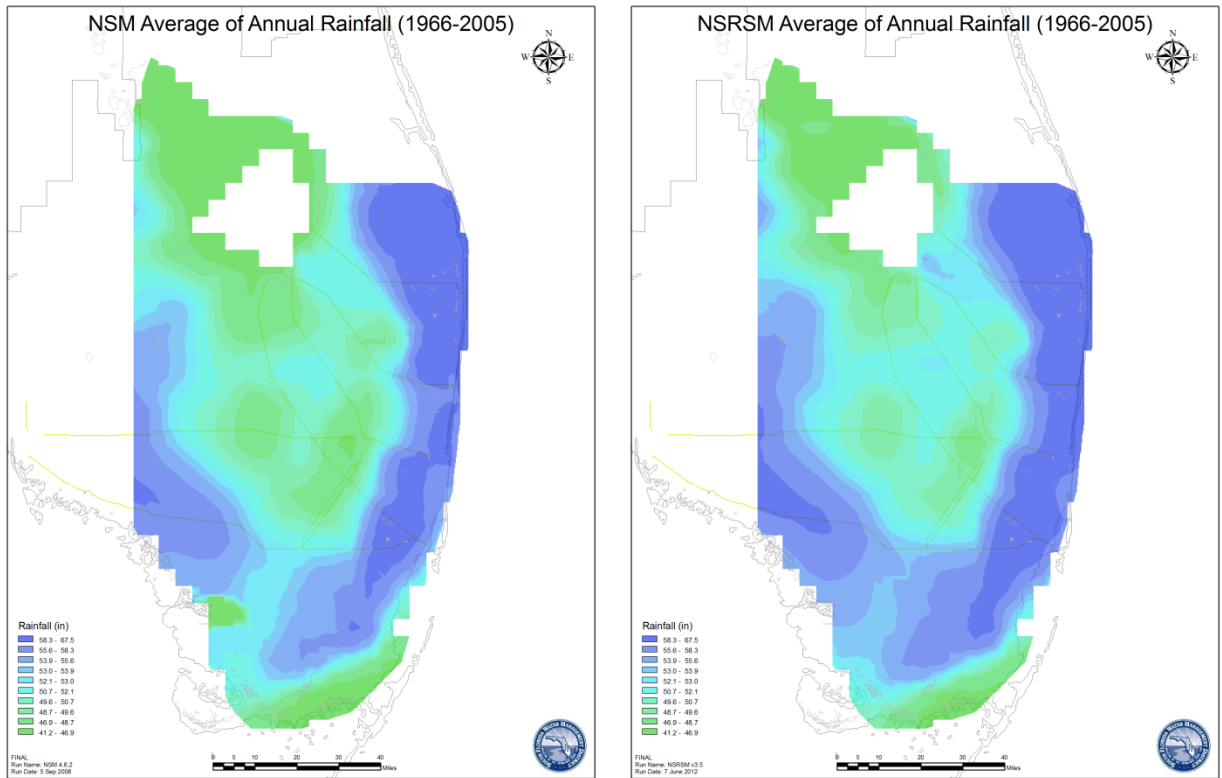 NSM Average of Annual Rainfall (1966-2005)
N
W E
S
Rainfall (in)
58.3 - 67.5
55.6 - 58.3
53.9 - 55.6
53.0 - 53.9
52.1 - 53.0
50.7 - 52.1
49.6 - 50.7
48.7 - 49.6
46.9 - 48.7
41.2 - 46.9
FINAL
Run Name: NSM 4.6.2
Run Date: 5 Sep 2008
0 5 10 20 30 40
Miles
NSRSM Average of Annual Rainfall (1966-2005)
N
W E
S
Rainfall (in)
58.3 - 67.5
55.6 - 58.3
53.9 - 55.6
53.0 - 53.9
52.1 - 53.0
50.7 - 52.1
49.6 - 50.7
48.7 - 49.6
46.9 - 48.7
41.2 - 46.9
FINAL
Run Name: NSRSM v3.5
Run Date: 7 June 2012
0 5 10 20 30 40
Miles